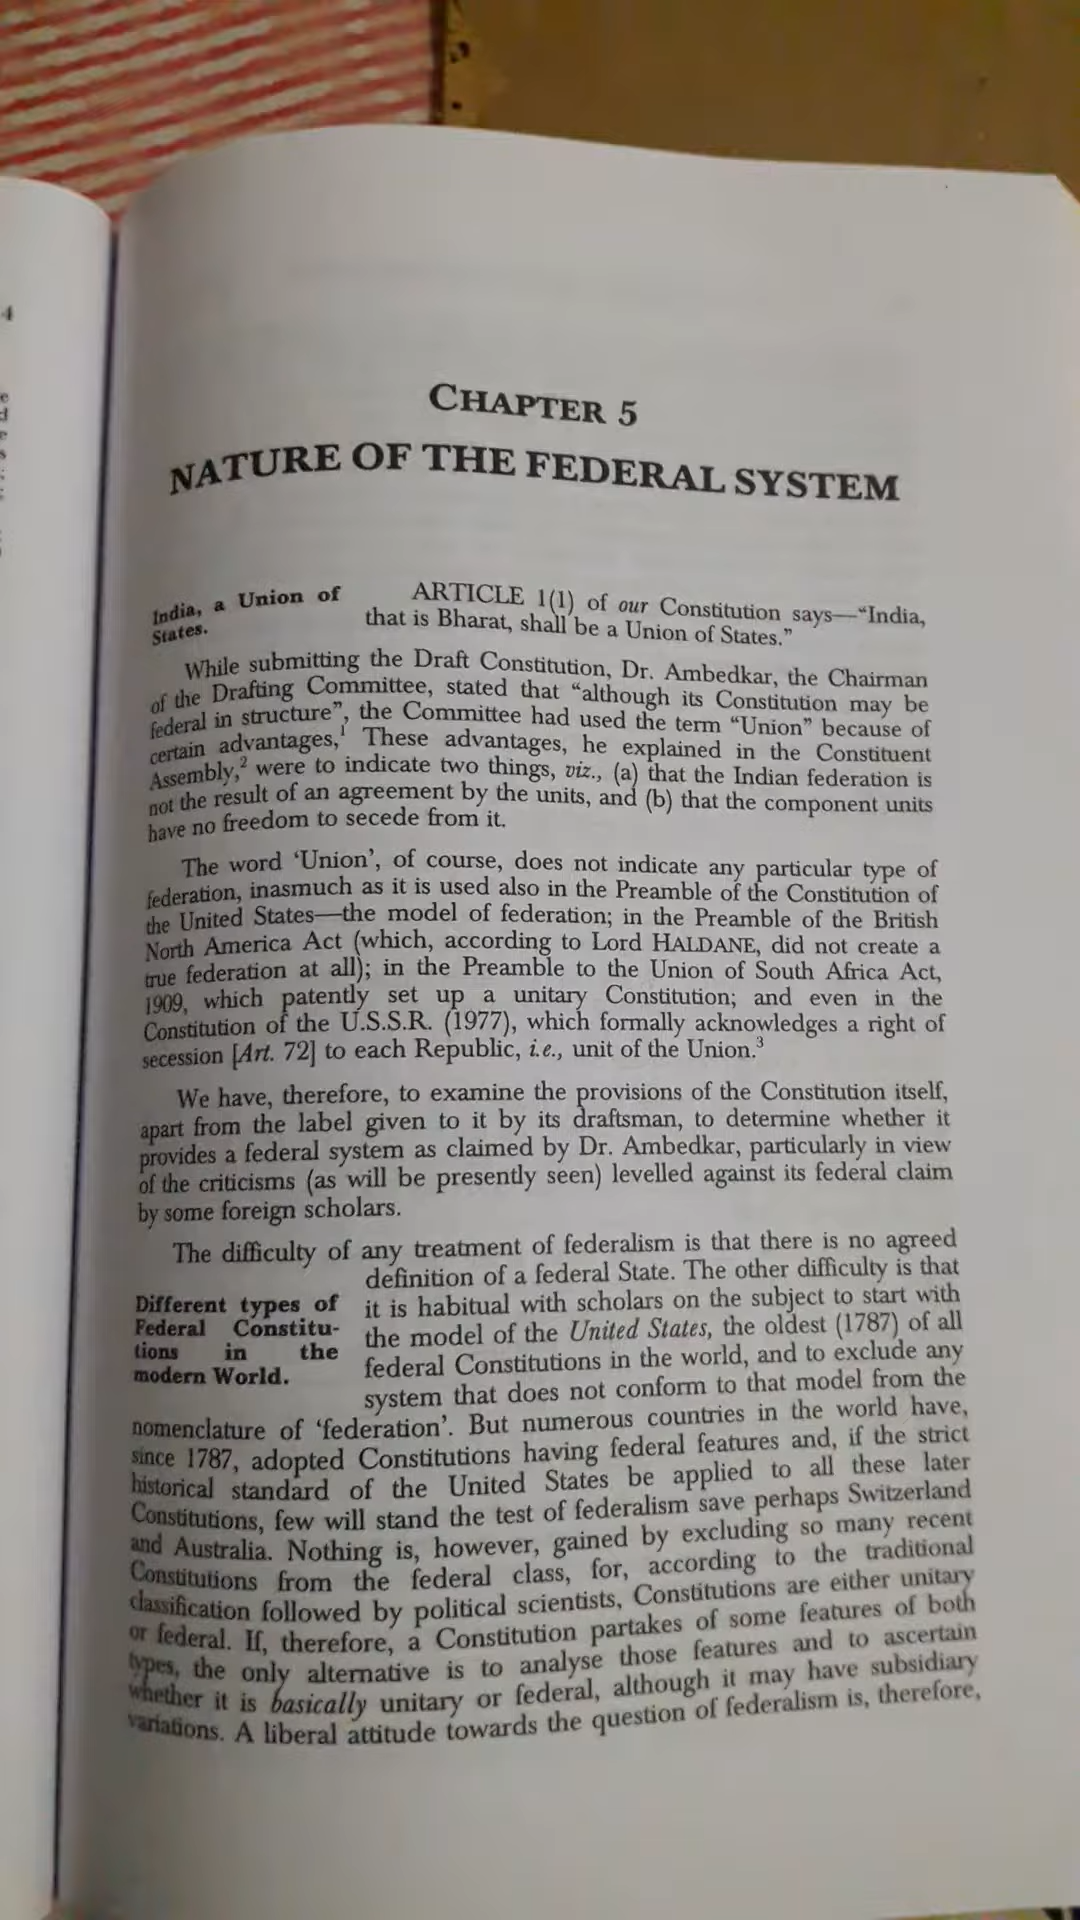 4
CHAPTER 5
NATURE OF THE FEDERAL SYSTEM
India, a Union of
States.
ARTICLE 1(1) of our Constitution says—“India,
that is Bharat, shall be a Union of States.”
While submitting the Draft Constitution, Dr. Ambedkar, the Chairman
of the Drafting Committee, stated that “although its Constitution may be
federal in structure”, the Committee had used the term “Union” because of
certain advantages,1 These advantages, he explained in the Constituent
Assembly,2 were to indicate two things, viz., (a) that the Indian federation is
not the result of an agreement by the units, and (b) that the component units
have no freedom to secede from it.
The word ‘Union’, of course, does not indicate any particular type of
federation, inasmuch as it is used also in the Preamble of the Constitution of
the United States—the model of federation; in the Preamble of the British
North America Act (which, according to Lord HALDANE, did not create a
true federation at all); in the Preamble to the Union of South Africa Act,
1909, which patently set up a unitary Constitution; and even in the
Constitution of the U.S.S.R. (1977), which formally acknowledges a right of
secession [Art. 72] to each Republic, i.e., unit of the Union.3
We have, therefore, to examine the provisions of the Constitution itself,
apart from the label given to it by its draftsman, to determine whether it
provides a federal system as claimed by Dr. Ambedkar, particularly in view
of the criticisms (as will be presently seen) levelled against its federal claim
by some foreign scholars.
The difficulty of any treatment of federalism is that there is no agreed
Different types of
Federal Constitu-
tions in the
modern World.
definition of a federal State. The other difficulty is that
it is habitual with scholars on the subject to start with
the model of the United States, the oldest (1787) of all
federal Constitutions in the world, and to exclude any
system that does not conform to that model from the
nomenclature of ‘federation’. But numerous countries in the world have,
since 1787, adopted Constitutions having federal features and, if the strict
historical standard of the United States be applied to all these later
Constitutions, few will stand the test of federalism save perhaps Switzerland
and Australia. Nothing is, however, gained by excluding so many recent
Constitutions from the federal class, for, according to the traditional
classification followed by political scientists, Constitutions are either unitary
or federal. If, therefore, a Constitution partakes of some features of both
types, the only alternative is to analyse those features and to ascertain
whether it is basically unitary or federal, although it may have subsidiary
variations. A liberal attitude towards the question of federalism is, therefore,